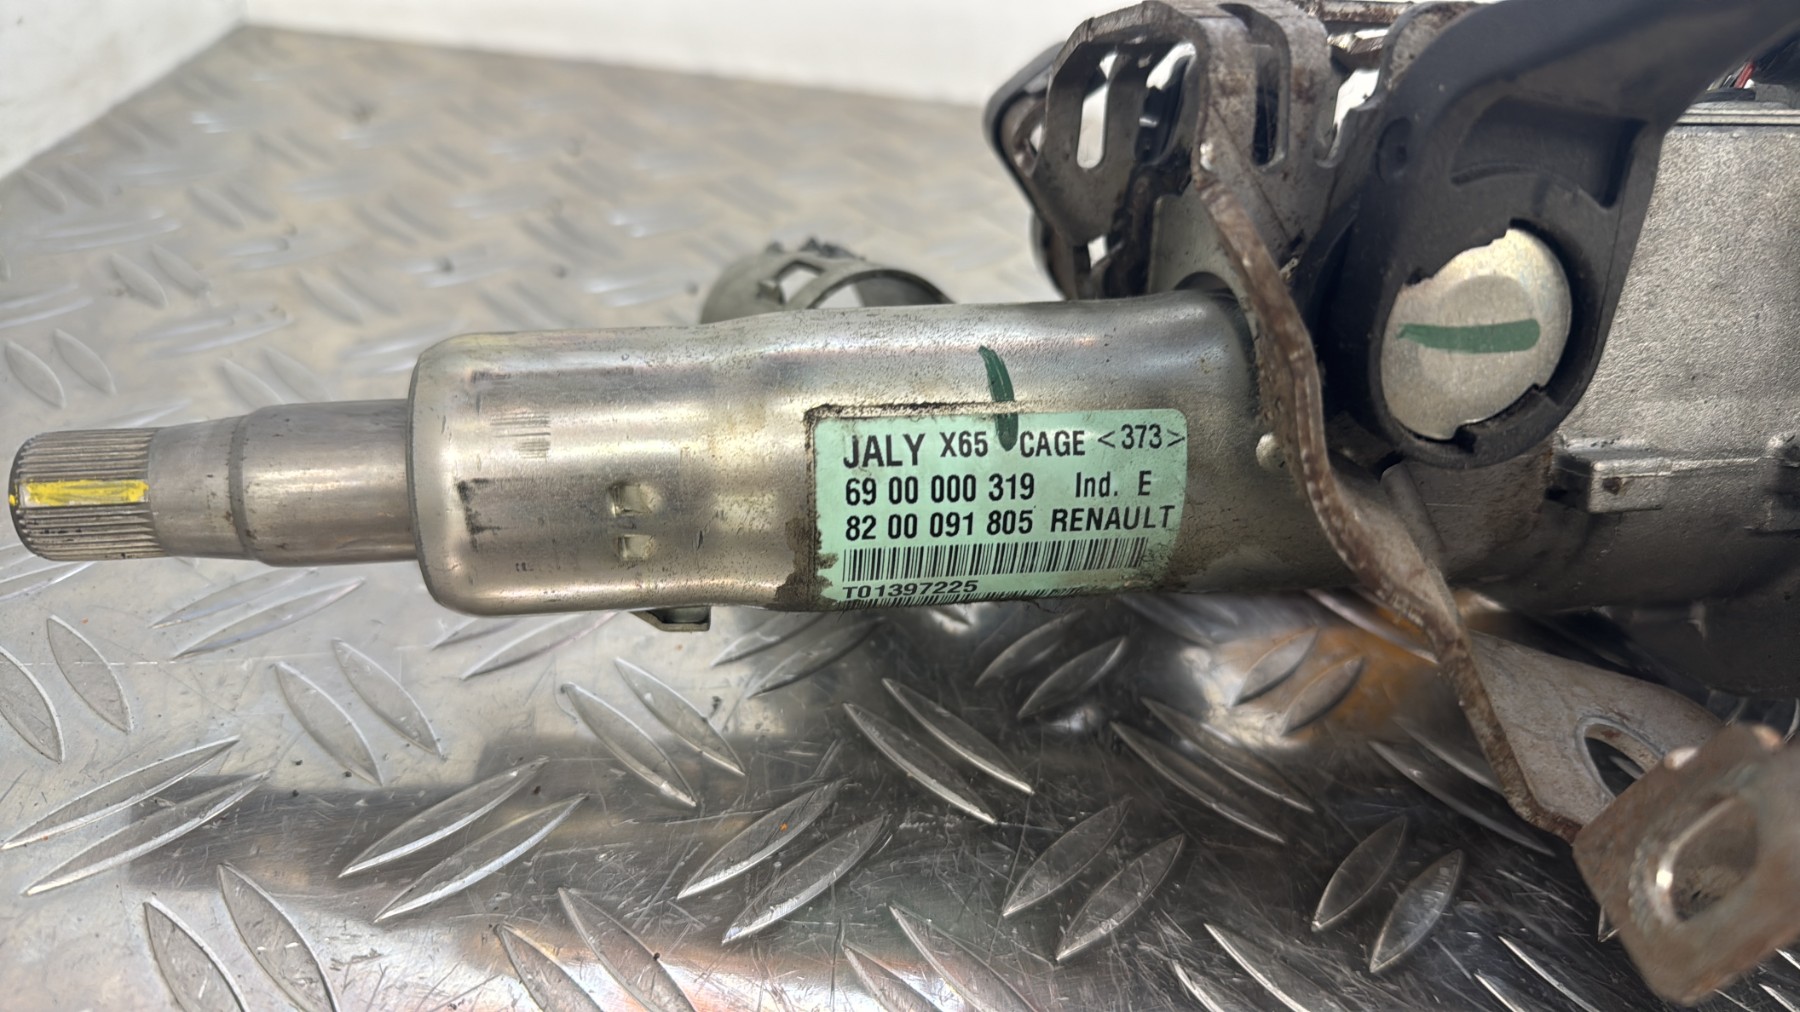 JALY X65 CAGE <373>
69 00 000 319 Ind. E
82 00 091 805 RENAULT
T01397225